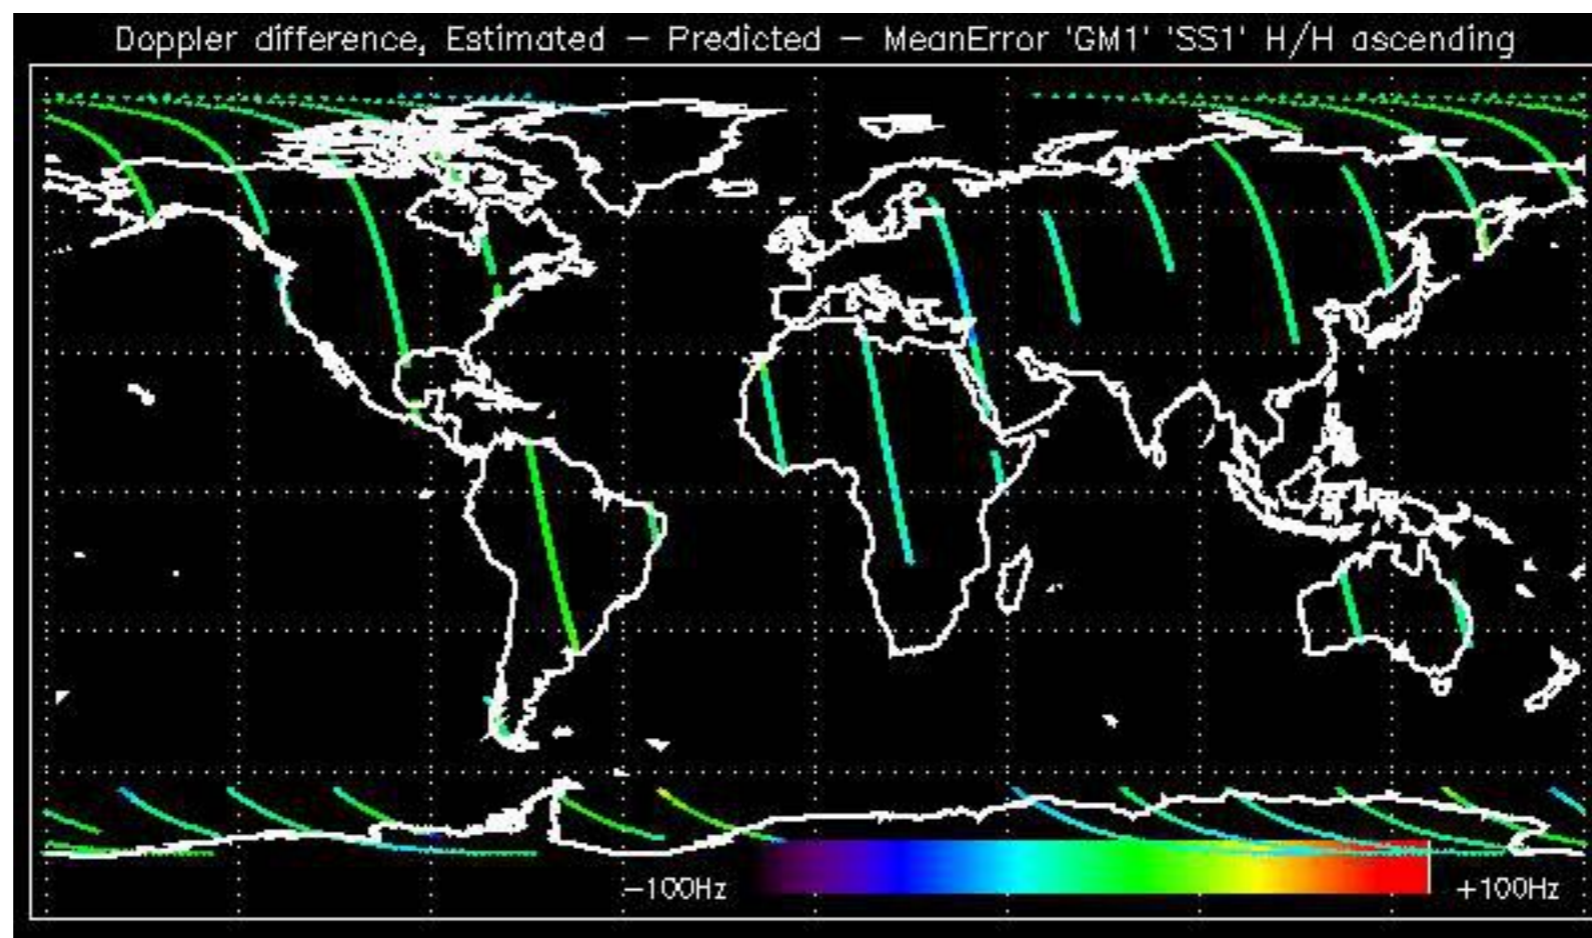 Doppler difference, Estimated − Predicted − MeanError 'GM1' 'SS1' H/H ascending
−100Hz
+100Hz